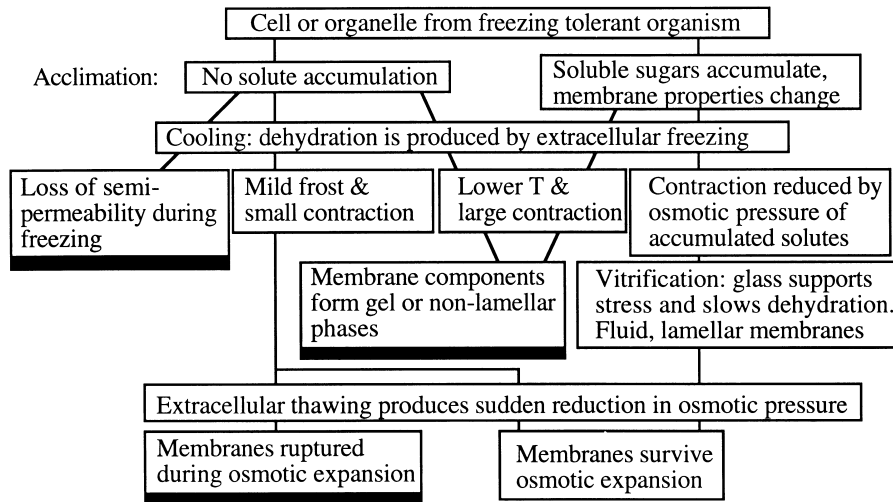 Cell or organelle from freezing tolerant organism
Acclimation:
No solute accumulation
Soluble sugars accumulate,
membrane properties change
Cooling: dehydration is produced by extracellular freezing
Loss of semi-
permeability during
freezing
Mild frost &
small contraction
Lower T &
large contraction
Contraction reduced by
osmotic pressure of
accumulated solutes
Membrane components
form gel or non-lamellar
phases
Vitrification: glass supports
stress and slows dehydration.
Fluid, lamellar membranes
Extracellular thawing produces sudden reduction in osmotic pressure
Membranes ruptured
during osmotic expansion
Membranes survive
osmotic expansion